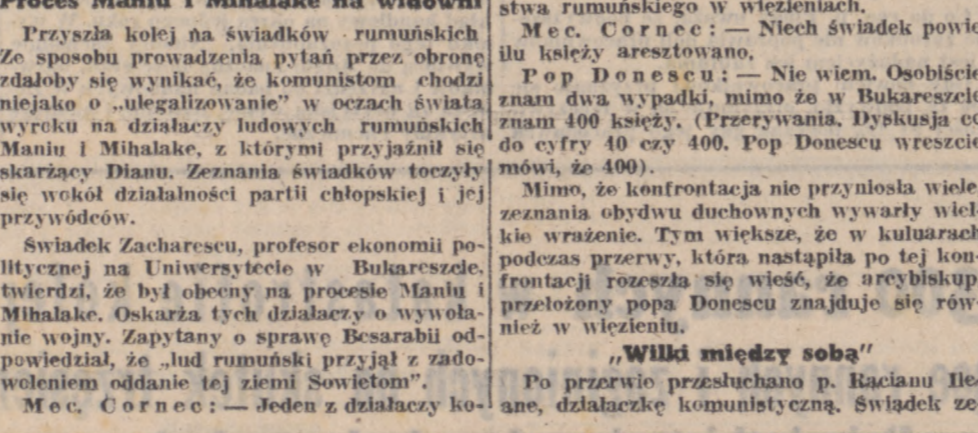 Proces Maniu i Mihalake na widowni
Przyszła kolej na świadków rumuńskich
Ze sposobu prowadzenia pytań przez obronę
zdałoby się wynikać, że komunistom chodzi
niejako o „ulegalizowanie” w oczach świata
wyroku na działaczy ludowych rumuńskich
Maniu i Mihalake, z którymi przyjaźnił się
skarżący Dianu. Zeznania świadków toczyły
się wokół działalności partii chłopskiej i jej
przywódców.
Świadek Zacharescu, profesor ekonomii po-
litycznej na Uniwersytecie w Bukareszcie,
twierdzi, że był obecny na procesie Maniu i
Mihalake. Oskarża tych działaczy o wywoła-
nie wojny. Zapytany o sprawę Besarabii od-
powiedział, że „lud rumuński przyjął z zado-
woleniem oddanie tej ziemi Sowietom”.
Mec. Cornec: — Jeden z działaczy ko-
stwa rumuńskiego w więzieniach.
Mec. Cornec: — Niech świadek powie
ilu księży aresztowano.
Pop Donescu: — Nie wiem. Osobiście
znam dwa wypadki, mimo że w Bukareszcie
znam 400 księży. (Przerywania. Dyskusja co
do cyfry 40 czy 400. Pop Donescu wreszcie
mówi, że 400).
Mimo, że konfrontacja nie przyniosła wiele
zeznania obydwu duchownych wywarły wiel-
kie wrażenie. Tym większe, że w kuluarach
podczas przerwy, która nastąpiła po tej kon-
frontacji rozeszła się wieść, że arcybiskup
przełożony popa Donescu znajduje się rów-
nież w więzieniu.
„Wilki między sobą”
Po przerwie przesłuchano p. Racianu Ile-
ane, działaczkę komunistyczną. Świadek ze-